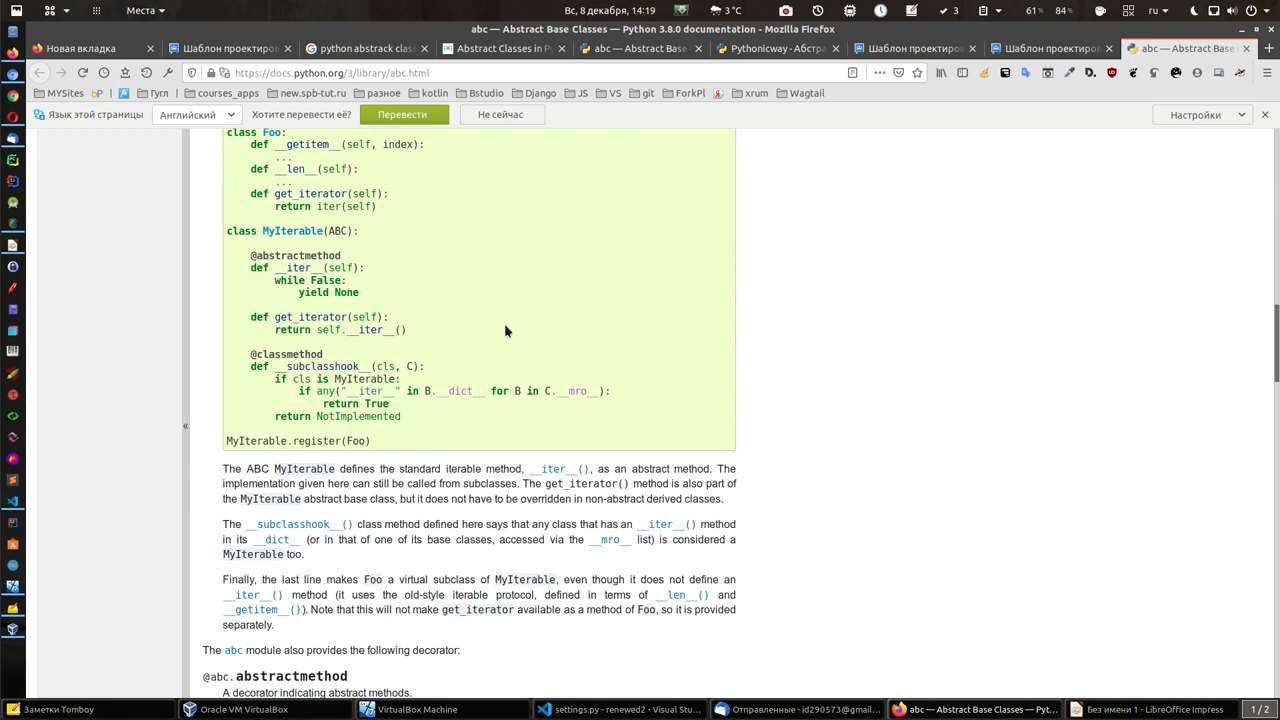 Места
Вс, 8 декабря, 14:19
3 °C
3
61%
84%
ru
abc — Abstract Base Classes — Python 3.8.0 documentation - Mozilla Firefox
Новая вкладка
Шаблон проектиров
python abstrack clas
Abstract Classes in Py
abc — Abstract Base
Pythonicway - Абстра
Шаблон проектиров
Шаблон проектиров
abc — Abstract Base
https://docs.python.org/3/library/abc.html
MYSites
bP
Гугл
courses_apps
new.spb-tut.ru
разное
kotlin
Bstudio
Django
JS
VS
git
ForkPl
xrum
Wagtail
Язык этой страницы
Английский
Хотите перевести её?
Перевести
Не сейчас
Настройки
class Foo:
def __getitem__(self, index):
...
def __len__(self):
...
def get_iterator(self):
return iter(self)
class MyIterable(ABC):
@abstractmethod
def __iter__(self):
while False:
yield None
def get_iterator(self):
return self.__iter__()
@classmethod
def __subclasshook__(cls, C):
if cls is MyIterable:
if any("__iter__" in B.__dict__ for B in C.__mro__):
return True
return NotImplemented
MyIterable.register(Foo)
«
The ABC MyIterable defines the standard iterable method, __iter__(), as an abstract method. The
implementation given here can still be called from subclasses. The get_iterator() method is also part of
the MyIterable abstract base class, but it does not have to be overridden in non-abstract derived classes.
The __subclasshook__() class method defined here says that any class that has an __iter__() method
in its __dict__ (or in that of one of its base classes, accessed via the __mro__ list) is considered a
MyIterable too.
Finally, the last line makes Foo a virtual subclass of MyIterable, even though it does not define an
__iter__() method (it uses the old-style iterable protocol, defined in terms of __len__() and
__getitem__()). Note that this will not make get_iterator available as a method of Foo, so it is provided
separately.
The abc module also provides the following decorator:
@abc.abstractmethod
A decorator indicating abstract methods.
Заметки Tomboy
Oracle VM VirtualBox
VirtualBox Machine
settings.py - renewed2 - Visual Stu...
Отправленные - id290573@gmai...
abc — Abstract Base Classes — Pyt...
Без имени 1 - LibreOffice Impress
1 / 2